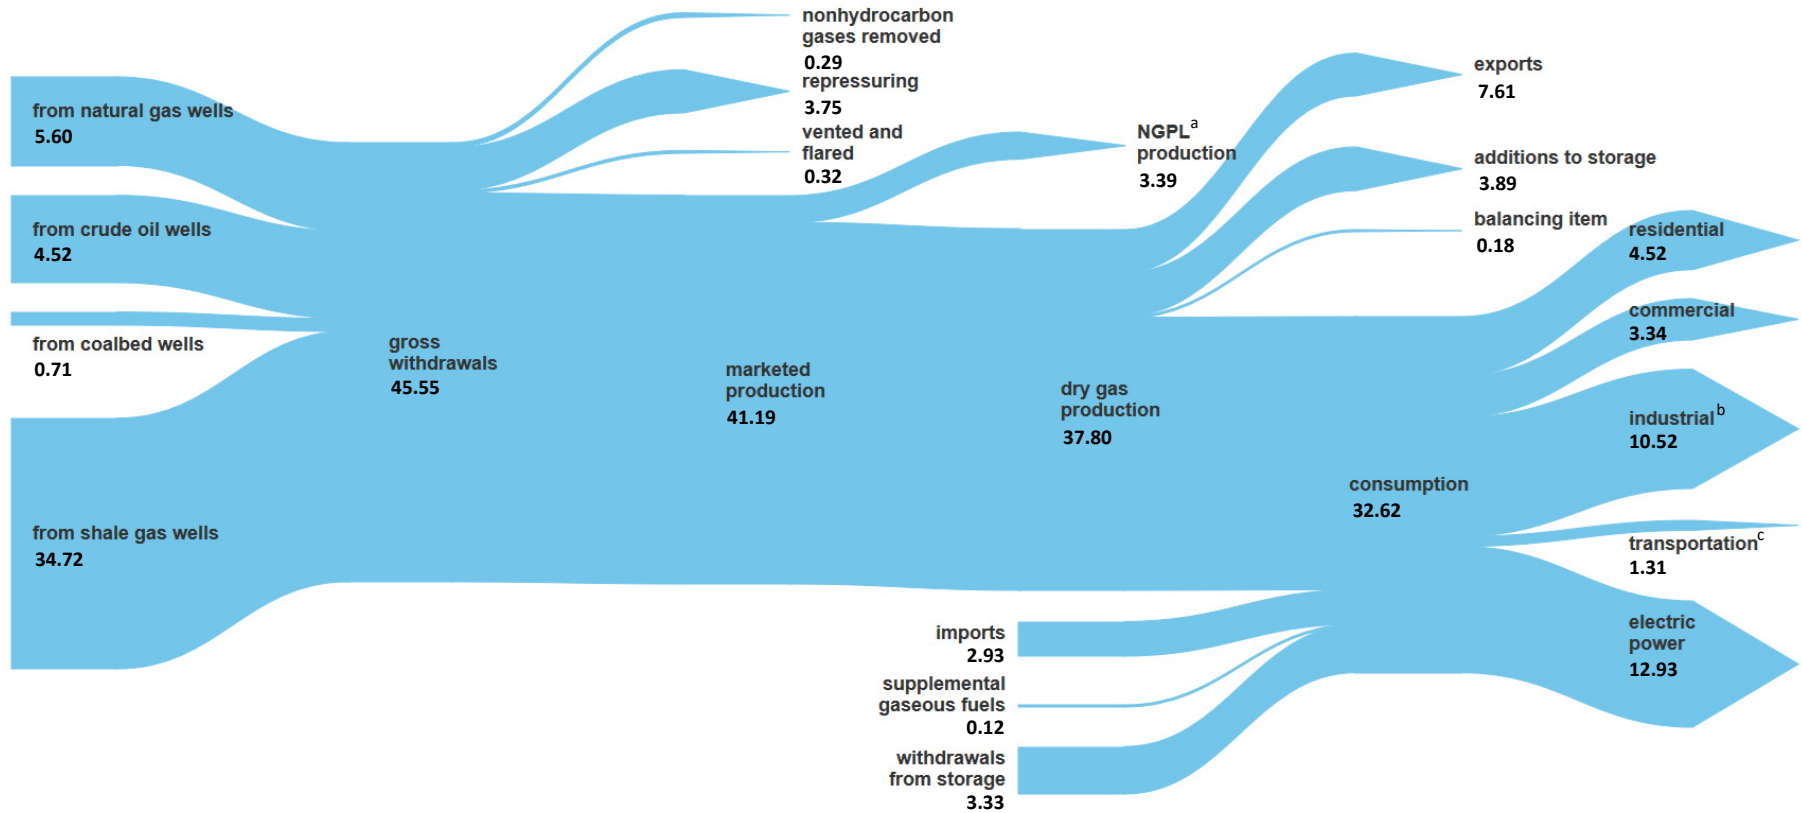 from natural gas wells
5.60
from crude oil wells
4.52
from coalbed wells
0.71
from shale gas wells
34.72
gross
withdrawals
45.55
nonhydrocarbon
gases removed
0.29
repressuring
3.75
vented and
flared
0.32
marketed
production
41.19
NGPLᵃ
production
3.39
dry gas
production
37.80
imports
2.93
supplemental
gaseous fuels
0.12
withdrawals
from storage
3.33
exports
7.61
additions to storage
3.89
balancing item
0.18
consumption
32.62
residential
4.52
commercial
3.34
industrialᵇ
10.52
transportationᶜ
1.31
electric
power
12.93